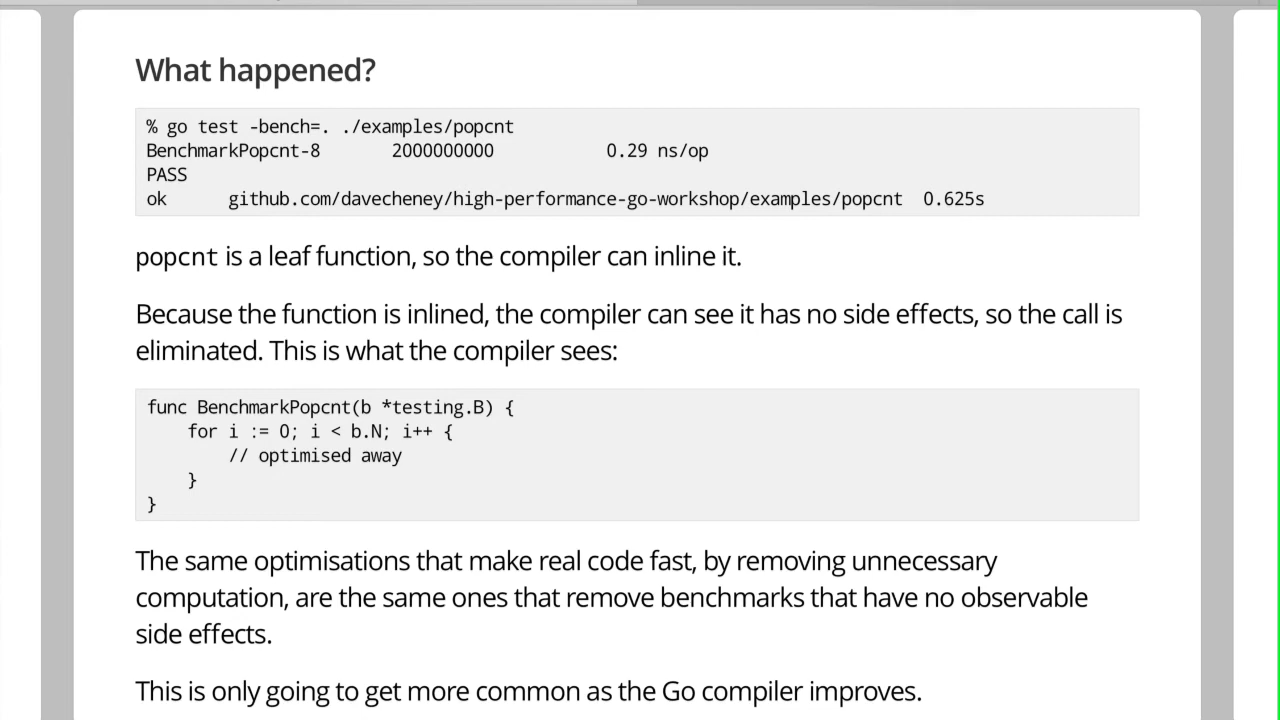 What happened?
% go test -bench=. ./examples/popcnt
BenchmarkPopcnt-8 2000000000 0.29 ns/op
PASS
ok github.com/davecheney/high-performance-go-workshop/examples/popcnt 0.625s
popcnt is a leaf function, so the compiler can inline it.
Because the function is inlined, the compiler can see it has no side effects, so the call is
eliminated. This is what the compiler sees:
func BenchmarkPopcnt(b *testing.B) {
for i := 0; i < b.N; i++ {
// optimised away
}
}
The same optimisations that make real code fast, by removing unnecessary
computation, are the same ones that remove benchmarks that have no observable
side effects.
This is only going to get more common as the Go compiler improves.